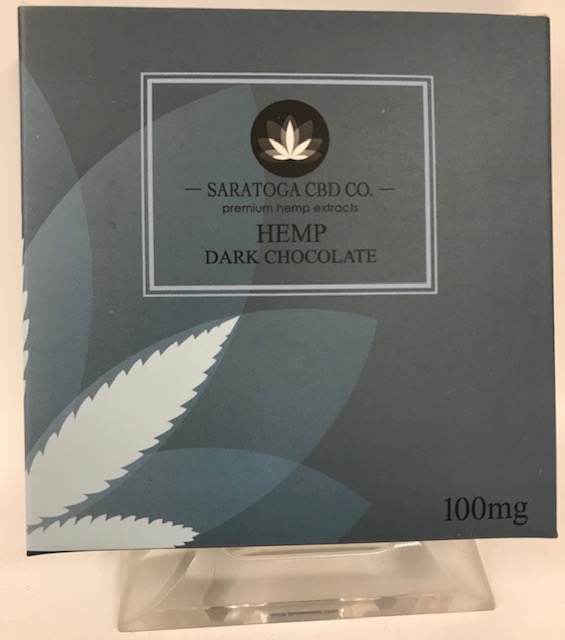 — SARATOGA CBD CO. —
premium hemp extracts
HEMP
DARK CHOCOLATE
100mg